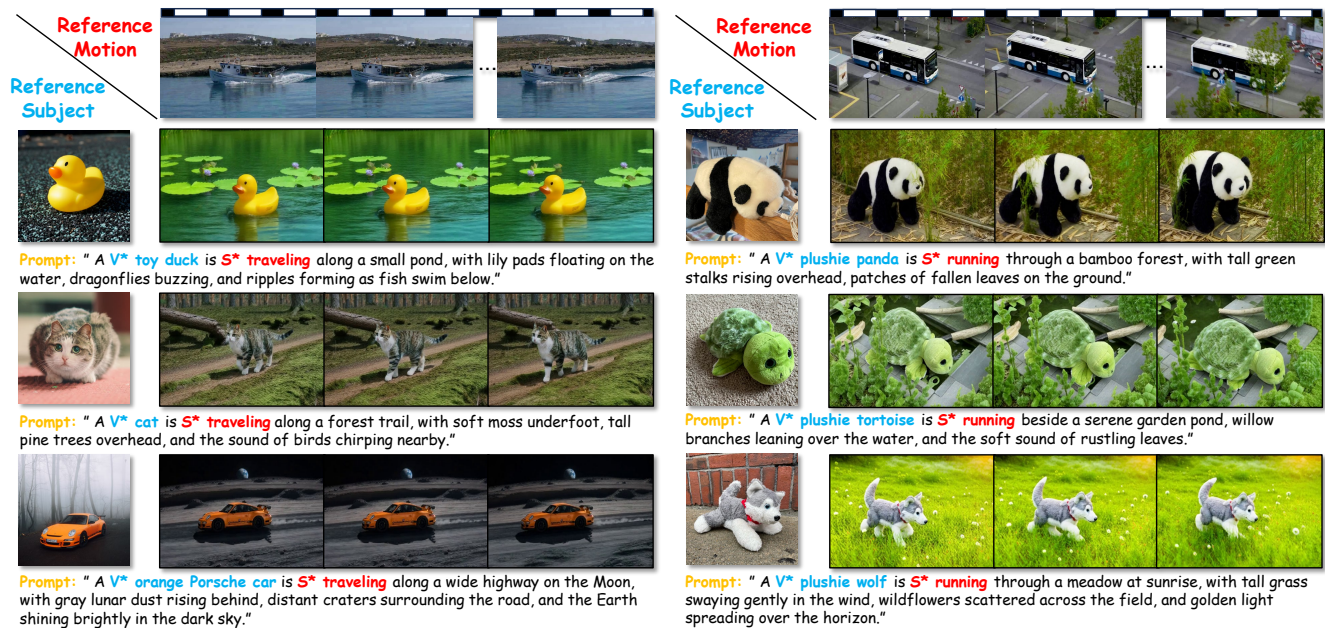 Reference
Motion
Reference
Subject
...
Prompt: " A V* toy duck is S* traveling along a small pond, with lily pads floating on the
water, dragonflies buzzing, and ripples forming as fish swim below."
Prompt: " A V* cat is S* traveling along a forest trail, with soft moss underfoot, tall
pine trees overhead, and the sound of birds chirping nearby."
Prompt: " A V* orange Porsche car is S* traveling along a wide highway on the Moon,
with gray lunar dust rising behind, distant craters surrounding the road, and the Earth
shining brightly in the dark sky."
Reference
Motion
Reference
Subject
...
Prompt: " A V* plushie panda is S* running through a bamboo forest, with tall green
stalks rising overhead, patches of fallen leaves on the ground."
Prompt: " A V* plushie tortoise is S* running beside a serene garden pond, willow
branches leaning over the water, and the soft sound of rustling leaves."
Prompt: " A V* plushie wolf is S* running through a meadow at sunrise, with tall grass
swaying gently in the wind, wildflowers scattered across the field, and golden light
spreading over the horizon."